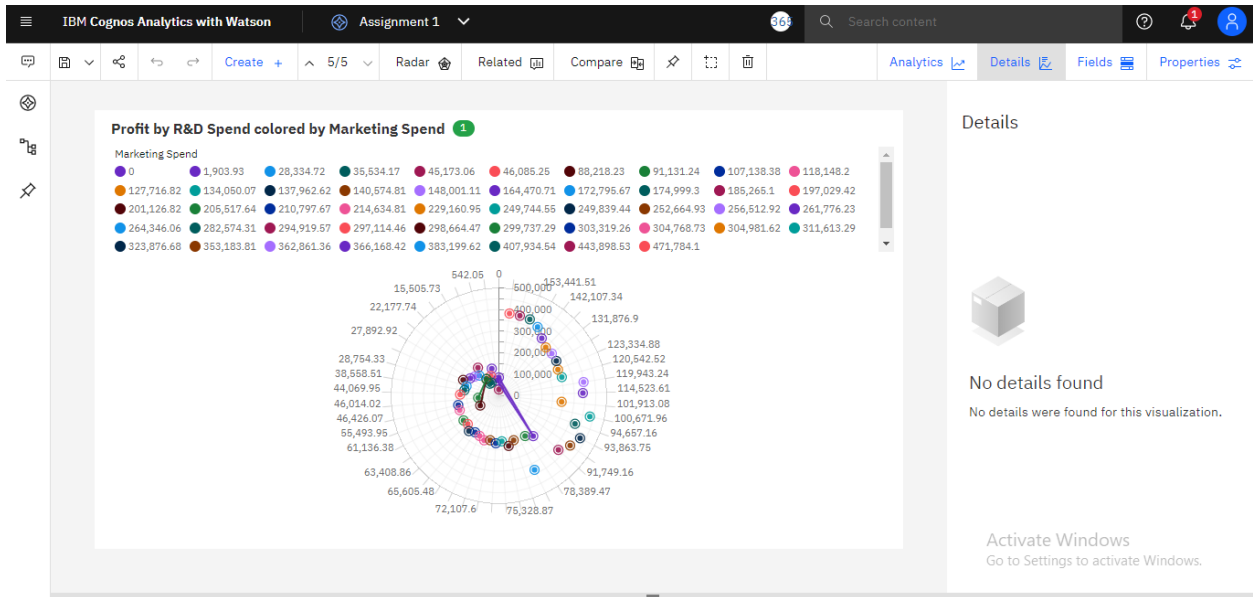 IBM Cognos Analytics with Watson Assignment 1 365 Search content 1
Create + 5/5 Radar Related Compare Analytics Details Fields Properties
Details
Profit by R&D Spend colored by Marketing Spend 1
Marketing Spend
0 1,903.93 28,334.72 35,534.17 45,173.06 46,085.25 88,218.23 91,131.24 107,138.38 118,148.2
127,716.82 134,050.07 137,962.62 140,574.81 148,001.11 164,470.71 172,795.67 174,999.3 185,265.1 197,029.42
201,126.82 205,517.64 210,797.67 214,634.81 229,160.95 249,744.55 249,839.44 252,664.93 256,512.92 261,776.23
264,346.06 282,574.31 294,919.57 297,114.46 298,664.47 299,737.29 303,319.26 304,768.73 304,981.62 311,613.29
323,876.68 353,183.81 362,861.36 366,168.42 383,199.62 407,934.54 443,898.53 471,784.1
542.05 0 153,441.51
15,505.73 500,000 142,107.34
22,177.74 400,000 131,876.9
27,892.92 300,000 123,334.88
28,754.33 200,000 120,542.52
38,558.51 100,000 119,943.24
44,069.95 0 114,523.61
46,014.02 101,913.08
46,426.07 100,671.96
55,493.95 94,657.16
61,136.38 93,863.75
63,408.86 91,749.16
65,605.48 78,389.47
72,107.6 75,328.87
No details found
No details were found for this visualization.
Activate Windows
Go to Settings to activate Windows.